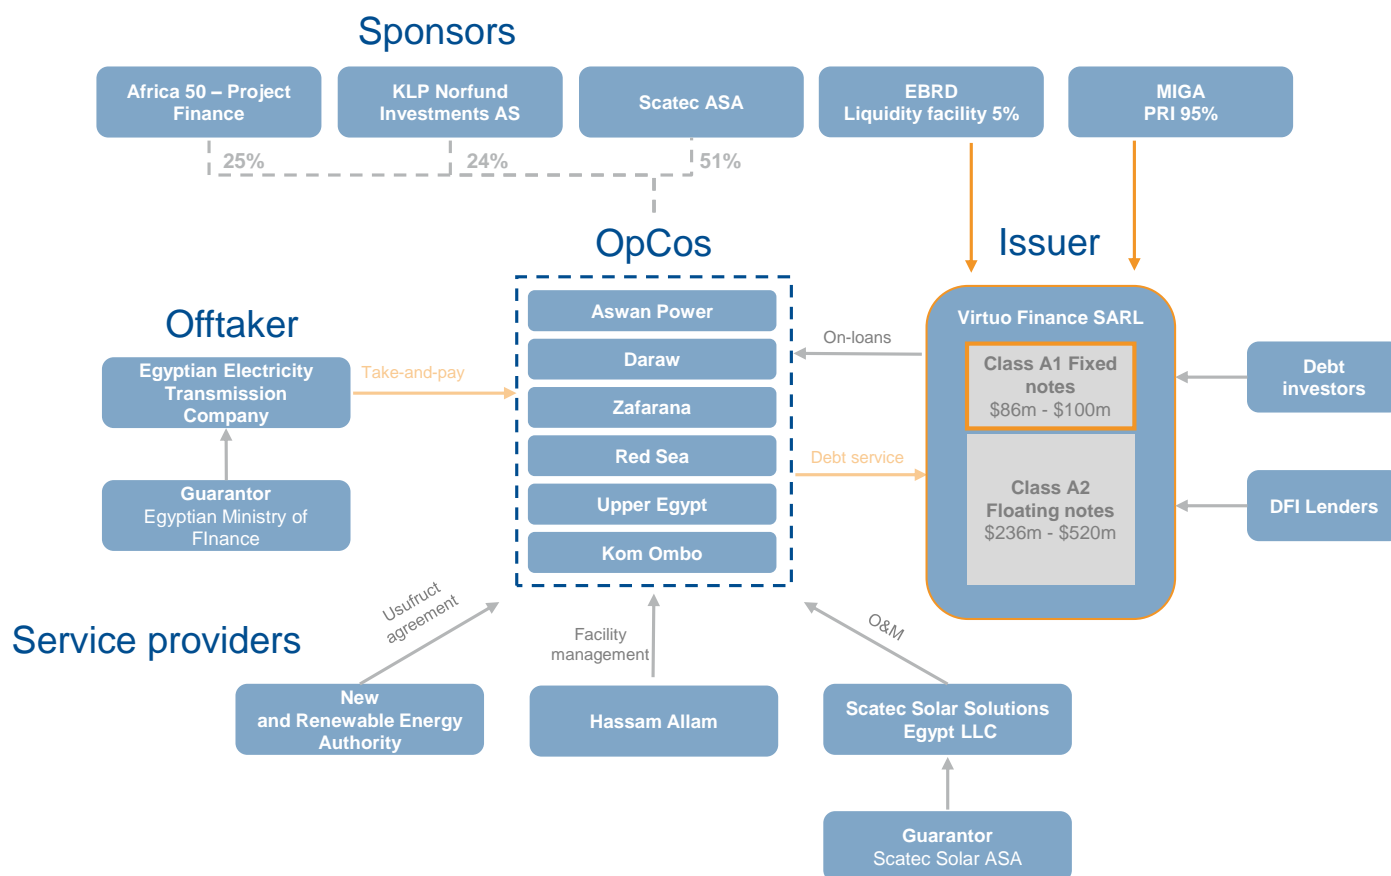 Sponsors
Africa 50 – Project
Finance
KLP Norfund
Investments AS
Scatec ASA
EBRD
Liquidity facility 5%
MIGA
PRI 95%
25%
24%
51%
OpCos
Issuer
Aswan Power
Daraw
Zafarana
Red Sea
Upper Egypt
Kom Ombo
Offtaker
Egyptian Electricity
Transmission
Company
Take-and-pay
Guarantor
Egyptian Ministry of
FInance
On-loans
Debt service
Virtuo Finance SARL
Class A1 Fixed
notes
$86m - $100m
Class A2
Floating notes
$236m - $520m
Debt
investors
DFI Lenders
Service providers
Usufruct
agreement
Facility
management
O&M
New
and Renewable Energy
Authority
Hassam Allam
Scatec Solar Solutions
Egypt LLC
Guarantor
Scatec Solar ASA